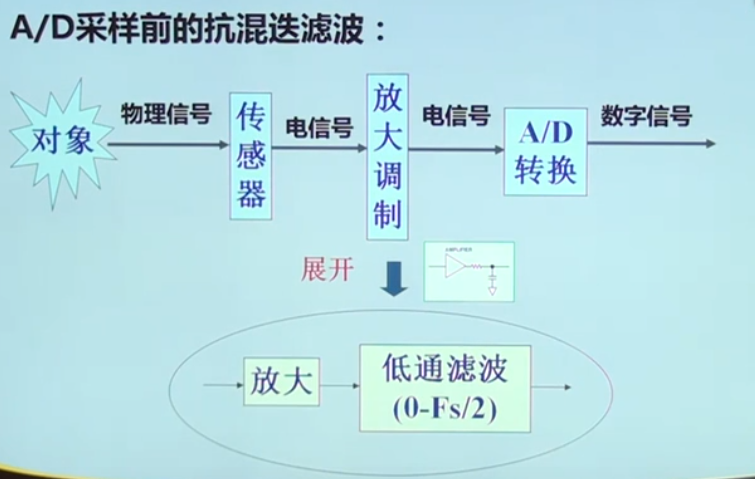 A/D采样前的抗混迭滤波：
对象
物理信号
传感器
电信号
放大调制
电信号
A/D
转换
数字信号
展开
AMPLIFIER
放大
低通滤波
(0-Fs/2)